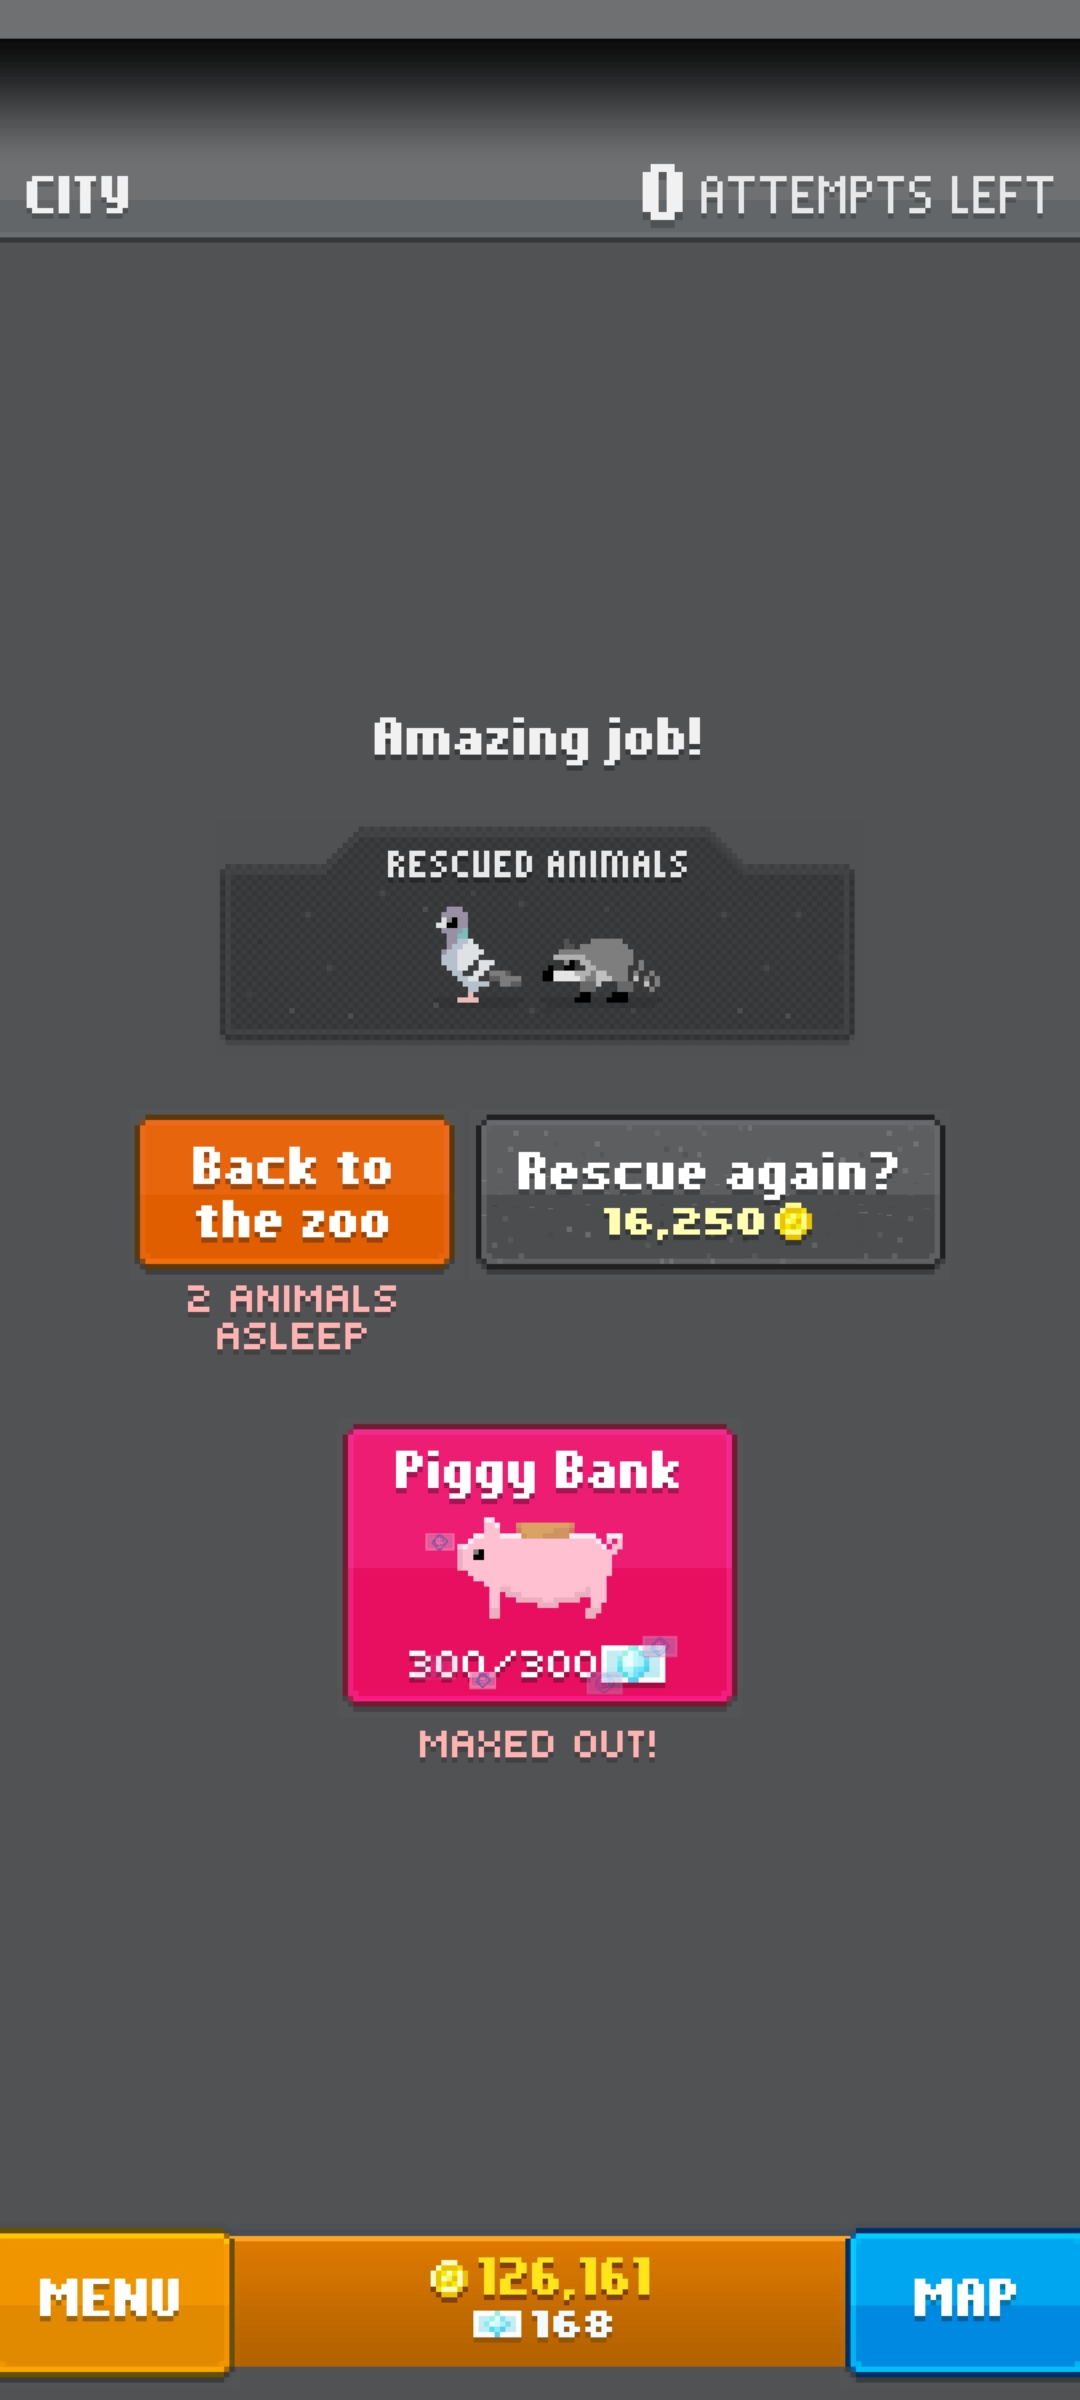 CITY
0 ATTEMPTS LEFT
Amazing job!
RESCUED ANIMALS
Back to
the zoo
Rescue again?
16,250
2 ANIMALS
ASLEEP
Piggy Bank
300/300
MAXED OUT!
MENU
126,161
168
MAP